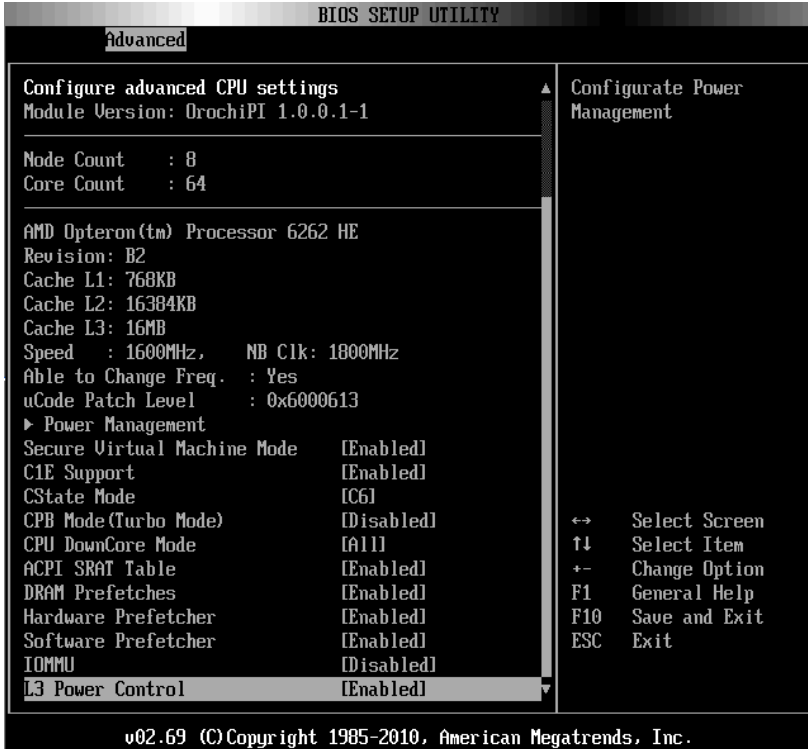 BIOS SETUP UTILITY
Advanced
Configure advanced CPU settings
Module Version: OrochiPI 1.0.0.1-1
Node Count : 8
Core Count : 64
AMD Opteron(tm) Processor 6262 HE
Revision: B2
Cache L1: 768KB
Cache L2: 16384KB
Cache L3: 16MB
Speed : 1600MHz, NB Clk: 1800MHz
Able to Change Freq. : Yes
uCode Patch Level : 0x6000613
▶ Power Management
Secure Virtual Machine Mode [Enabled]
C1E Support [Enabled]
CState Mode [C6]
CPB Mode(Turbo Mode) [Disabled]
CPU DownCore Mode [All]
ACPI SRAT Table [Enabled]
DRAM Prefetches [Enabled]
Hardware Prefetcher [Enabled]
Software Prefetcher [Enabled]
IOMMU [Disabled]
L3 Power Control [Enabled]
Configurate Power
Management
↔ Select Screen
↑↓ Select Item
+- Change Option
F1 General Help
F10 Save and Exit
ESC Exit
v02.69 (C)Copyright 1985-2010, American Megatrends, Inc.